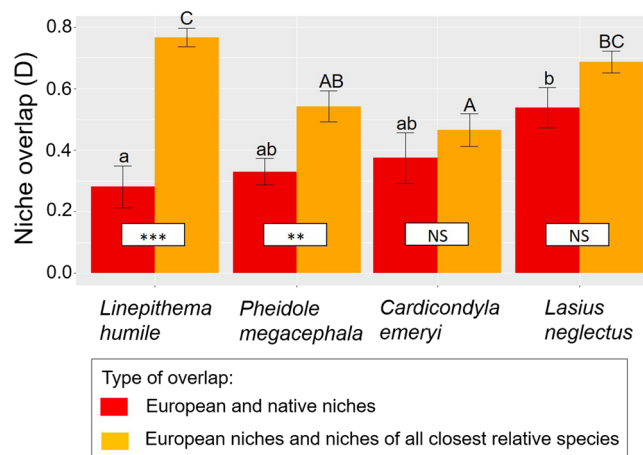 Niche overlap (D)
0.8
0.6
0.4
0.2
0.0
a
C
ab
AB
ab
A
b
BC
***
**
NS
NS
Linepithema
humile
Pheidole
megacephala
Cardicondyla
emeryi
Lasius
neglectus
Type of overlap:
European and native niches
European niches and niches of all closest relative species